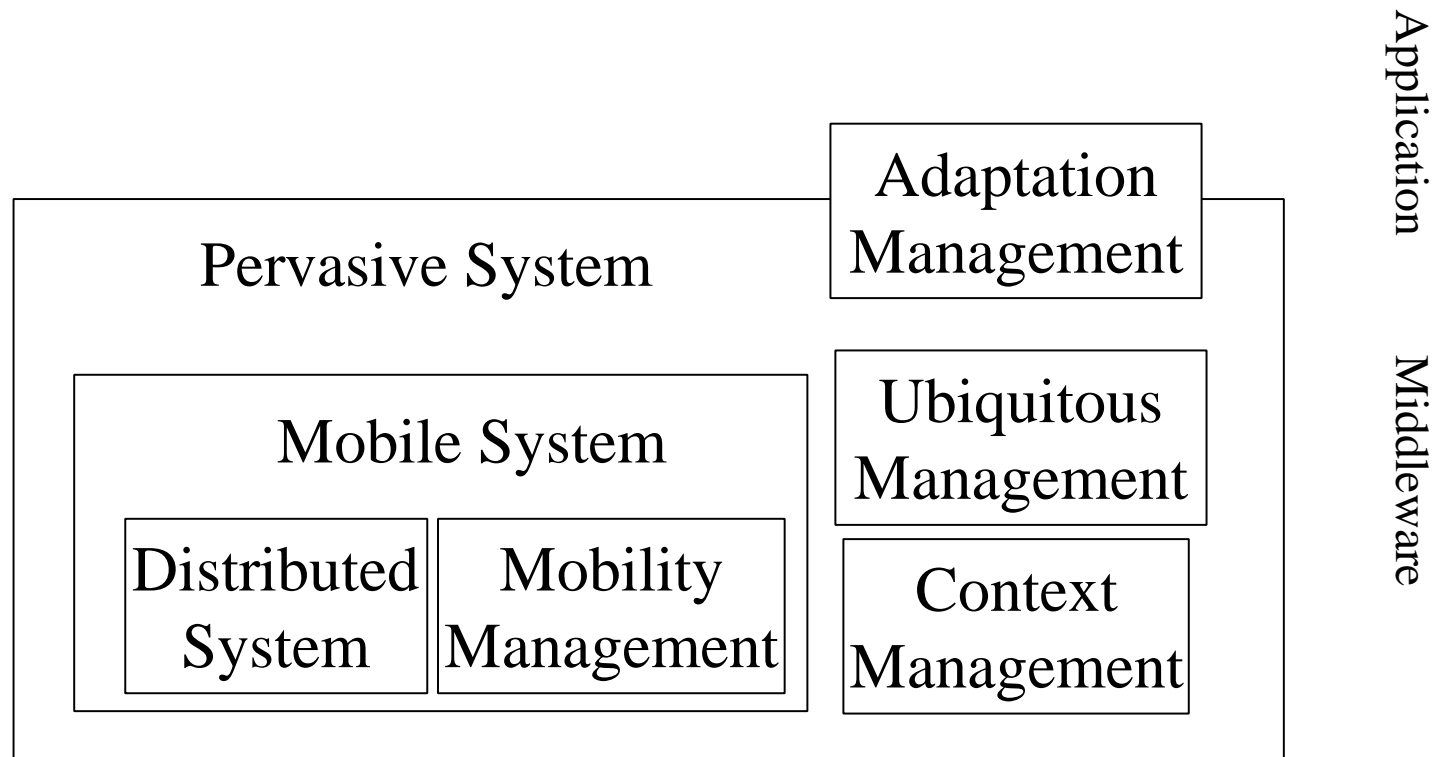 Application
Adaptation
Management
Pervasive System
Ubiquitous
Management
Mobile System
Middleware
Distributed
System
Mobility
Management
Context
Management